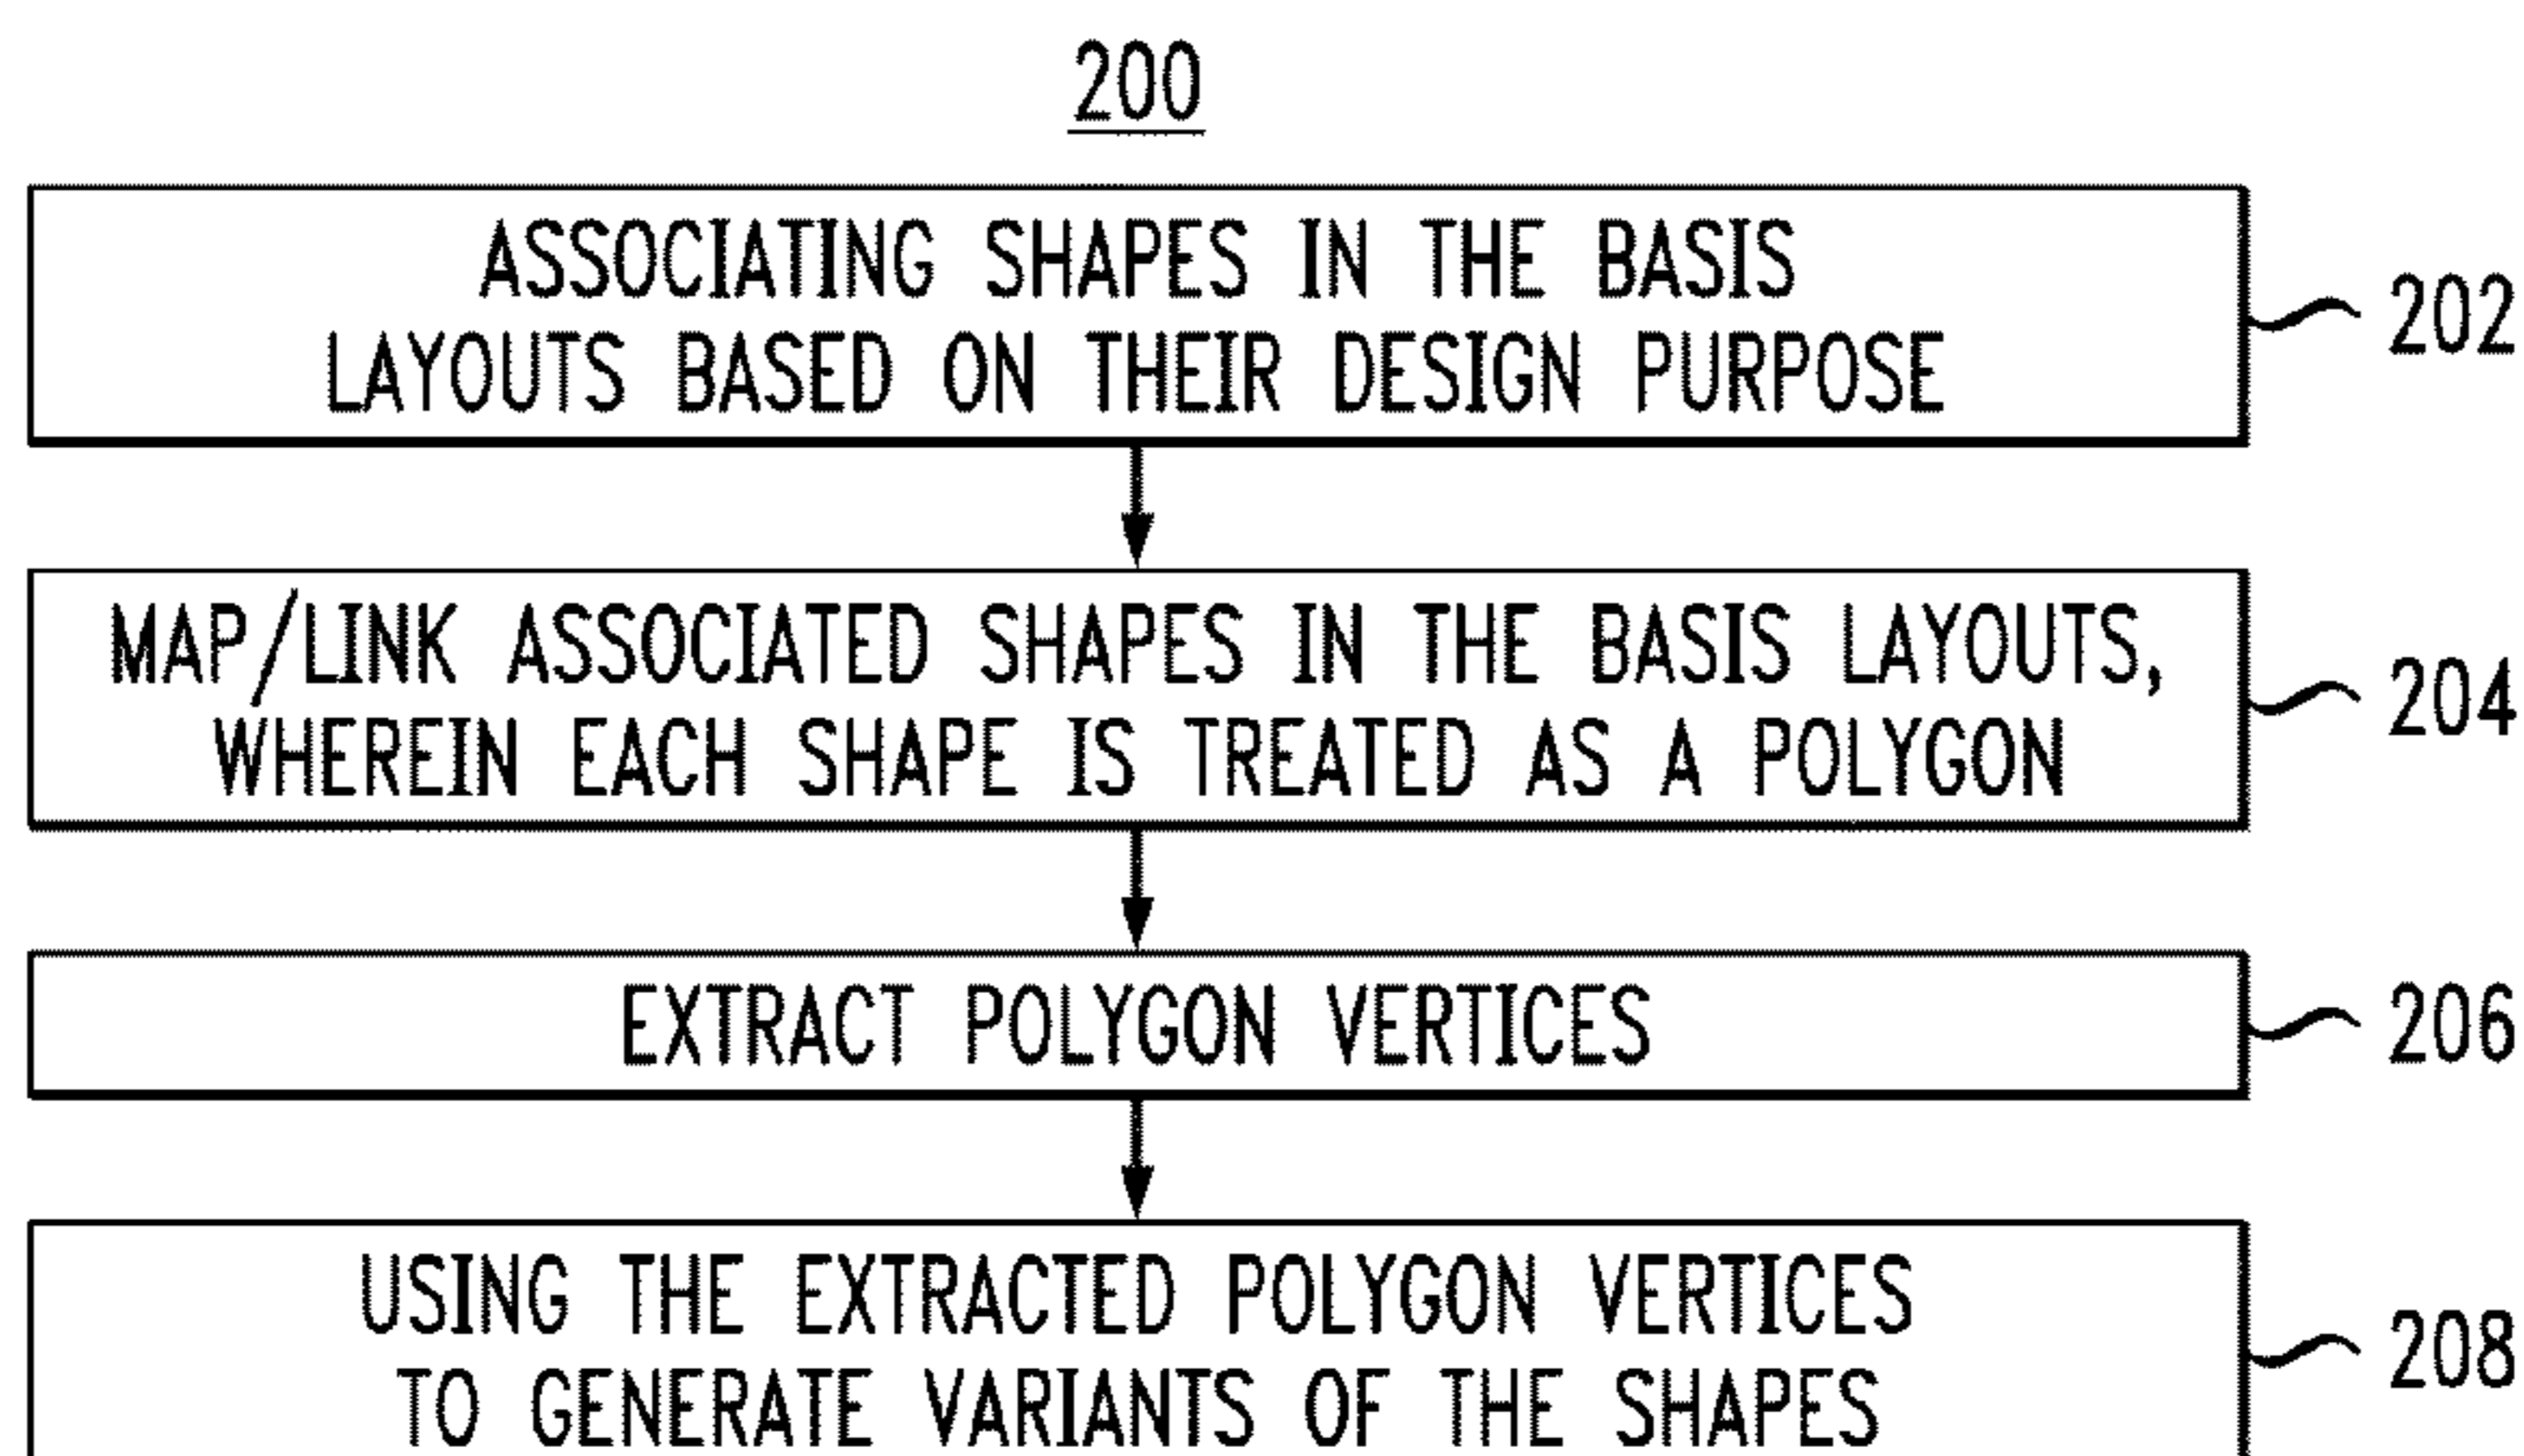 200
ASSOCIATING SHAPES IN THE BASIS
LAYOUTS BASED ON THEIR DESIGN PURPOSE
202
MAP/LINK ASSOCIATED SHAPES IN THE BASIS LAYOUTS,
WHEREIN EACH SHAPE IS TREATED AS A POLYGON
204
EXTRACT POLYGON VERTICES
206
USING THE EXTRACTED POLYGON VERTICES
TO GENERATE VARIANTS OF THE SHAPES
208